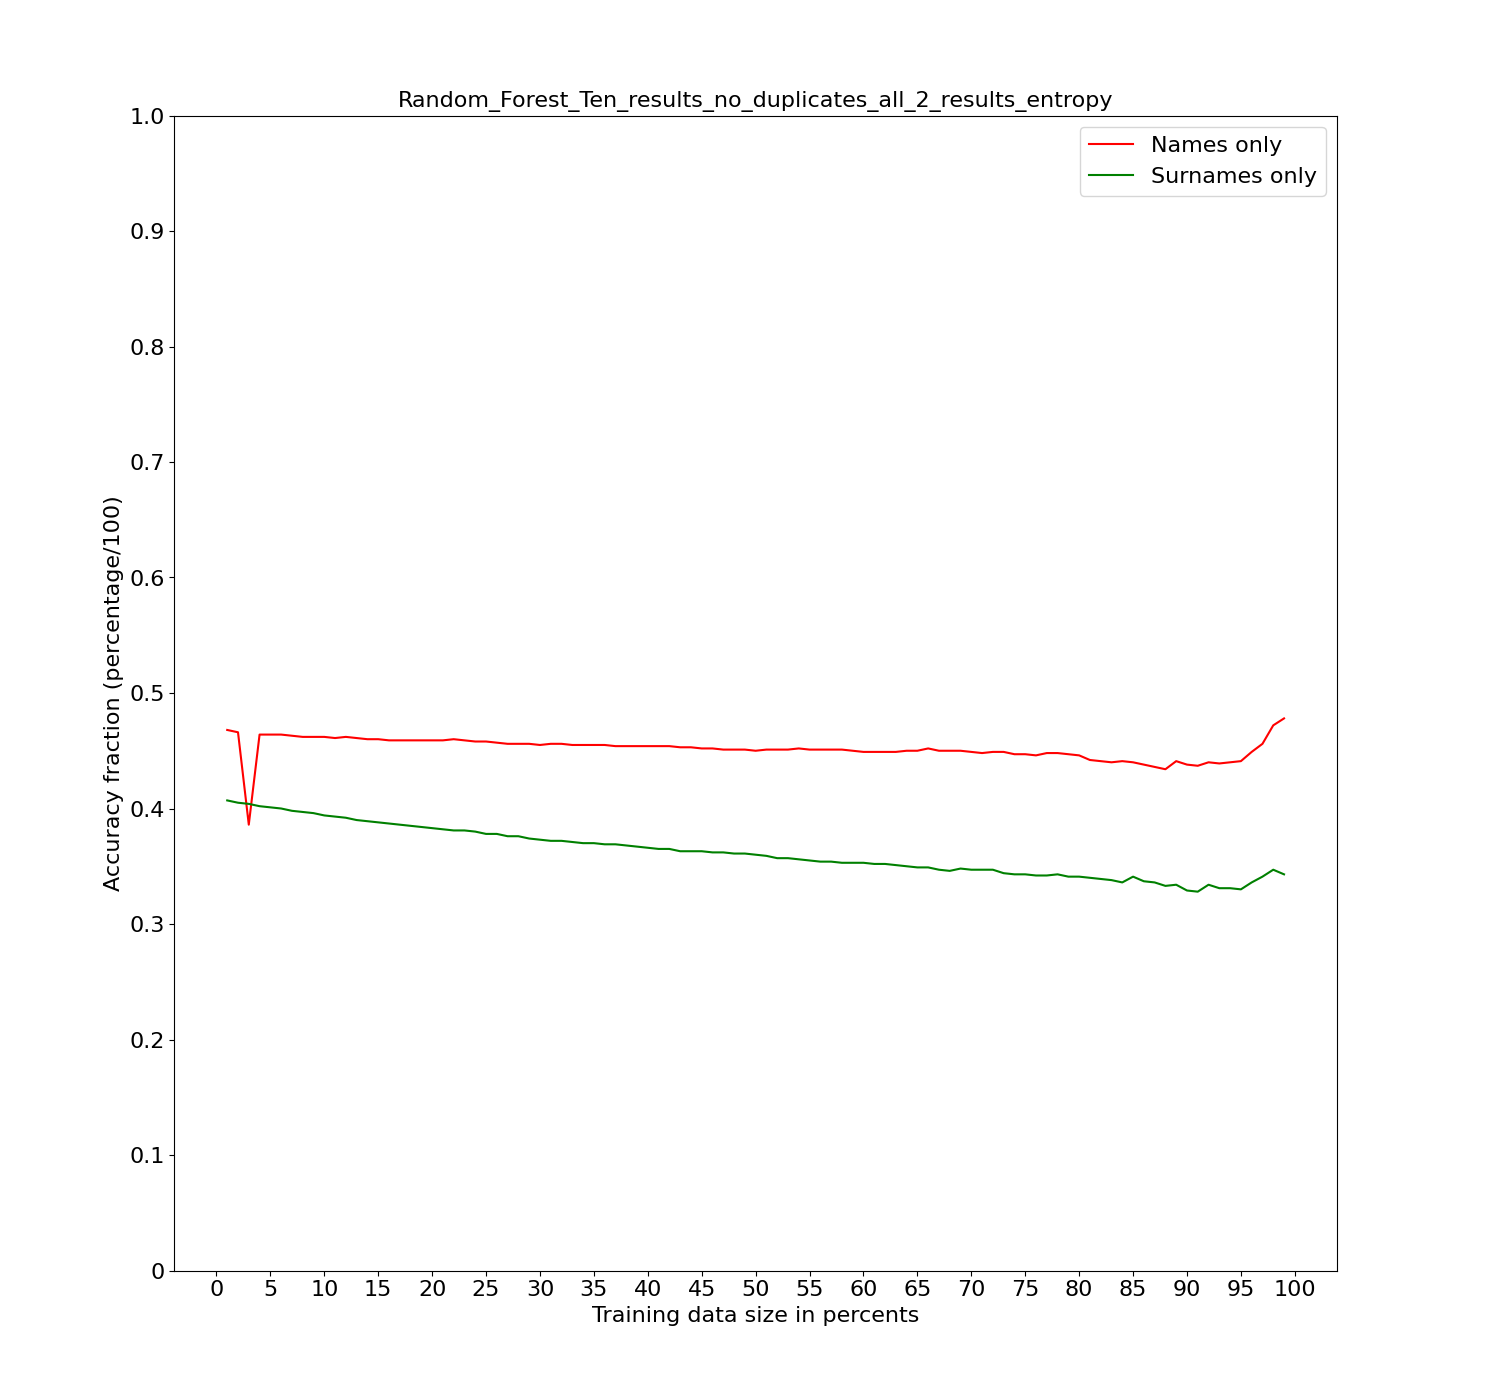 Random_Forest_Ten_results_no_duplicates_all_2_results_entropy
Names only
Surnames only
Accuracy fraction (percentage/100)
1.0
0.9
0.8
0.7
0.6
0.5
0.4
0.3
0.2
0.1
0
0 5 10 15 20 25 30 35 40 45 50 55 60 65 70 75 80 85 90 95 100
Training data size in percents